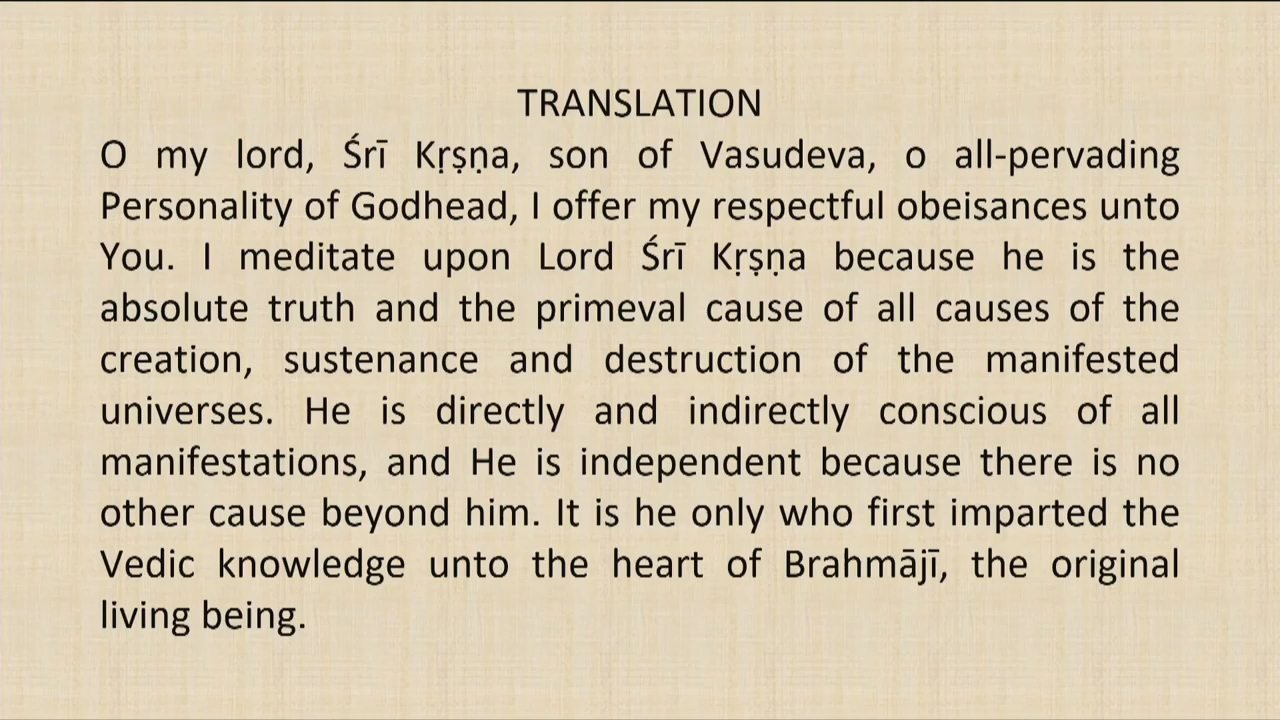 TRANSLATION
O my lord, Śrī Kṛṣṇa, son of Vasudeva, o all-pervading
Personality of Godhead, I offer my respectful obeisances unto
You. I meditate upon Lord Śrī Kṛṣṇa because he is the
absolute truth and the primeval cause of all causes of the
creation, sustenance and destruction of the manifested
universes. He is directly and indirectly conscious of all
manifestations, and He is independent because there is no
other cause beyond him. It is he only who first imparted the
Vedic knowledge unto the heart of Brahmājī, the original
living being.